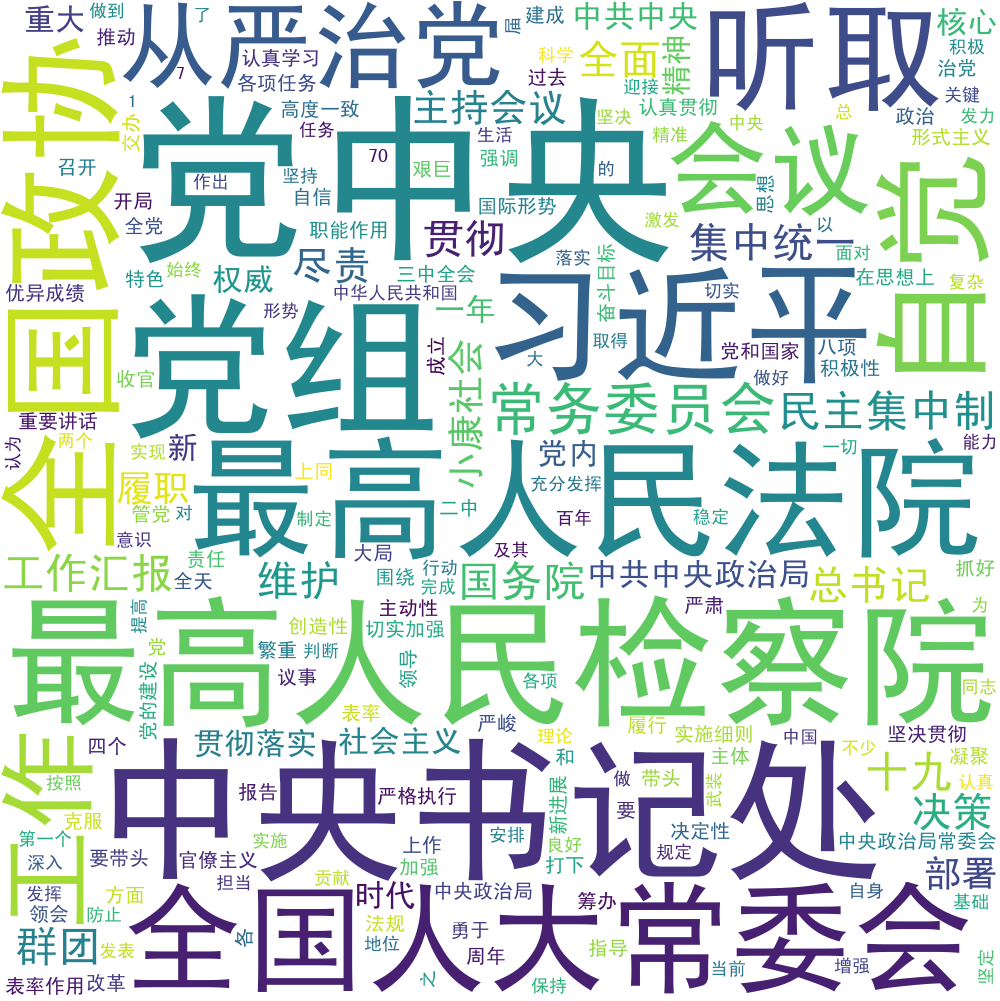 重大
做到
推动
了
从严治党
届
建成
中共中央
听取
核心
积极
治党
7
认真学习
各项任务
科学
过去
全面
精神
迎接
关键
发力
政治
形式主义
全国政协
交办
1
高度一致
任务
主持会议
认真贯彻
坚决
精准
中央
总
会议
自觉
党中央
70
生活
艰巨
强调
的
思想
召开
作出
坚持
自信
国际形势
激发
以
面对
开局
全党
职能作用
贯彻
集中统一
在思想上
尽责
落实
特色
始终
权威
三中全会
奋斗目标
切实
复杂
优异成绩
中华人民共和国
习近平
形势
一年
取得
党和国家
八项
积极性
成立
大
做好
收官
党组
重要讲话
小康社会
常务委员会
民主集中制
认为
两个
实现
新
最高人民法院
党内
一切
能力
上同
充分发挥
履职
管党
对
制定
二中
百年
稳定
意识
大局
及其
工作汇报
责任
全天
维护
围绕
行动
完成
国务院
中共中央政治局
总书记
抓好
主动性
严肃
为
提高
最高人民检察院
创造性
切实加强
党
繁重
判断
领导
议事
各项
同志
党的建设
表率
严峻
理论
履行
实施细则
坚决贯彻
四个
贯彻落实
社会主义
和
中国
不少
凝聚
主体
工作
按照
中央书记处
做
要
带头
武装
十九
认真
报告
严格执行
新进展
克服
决策
第一个
实施
上作
安排
良好
决定性
中央政治局常委会
深入
要带头
官僚主义
加强
打下
规定
部署
担当
发挥
方面
贡献
时代
中央政治局
筹办
自身
基础
领会
防止
全国人大常委会
法规
群团
发表
各
地位
勇于
周年
指导
表率作用
改革
之
保持
当前
增强
坚定